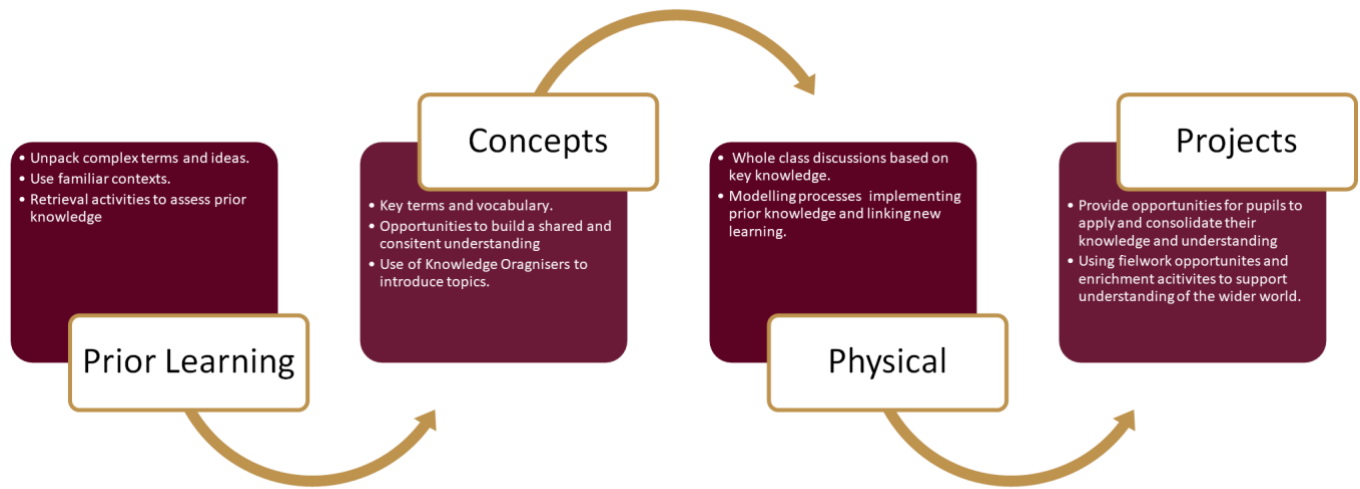 • Unpack complex terms and ideas.
• Use familiar contexts.
• Retrieval activities to assess prior
knowledge
Prior Learning
Concepts
• Key terms and vocabulary.
• Opportunities to build a shared and
consitent understanding
• Use of Knowledge Oragnisers to
introduce topics.
• Whole class discussions based on
key knowledge.
• Modelling processes implementing
prior knowledge and linking new
learning.
Physical
Projects
• Provide opportunities for pupils to
apply and consolidate their
knowledge and understanding
• Using fielwork opportunites and
enrichment acitivites to support
understanding of the wider world.